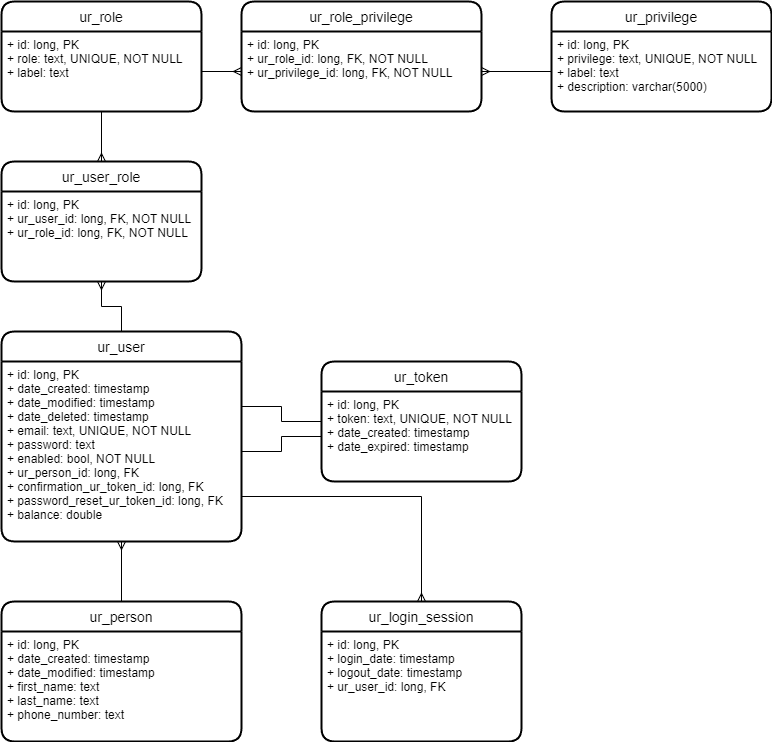 ur_role
+ id: long, PK
+ role: text, UNIQUE, NOT NULL
+ label: text
ur_role_privilege
+ id: long, PK
+ ur_role_id: long, FK, NOT NULL
+ ur_privilege_id: long, FK, NOT NULL
ur_privilege
+ id: long, PK
+ privilege: text, UNIQUE, NOT NULL
+ label: text
+ description: varchar(5000)
ur_user_role
+ id: long, PK
+ ur_user_id: long, FK, NOT NULL
+ ur_role_id: long, FK, NOT NULL
ur_user
+ id: long, PK
+ date_created: timestamp
+ date_modified: timestamp
+ date_deleted: timestamp
+ email: text, UNIQUE, NOT NULL
+ password: text
+ enabled: bool, NOT NULL
+ ur_person_id: long, FK
+ confirmation_ur_token_id: long, FK
+ password_reset_ur_token_id: long, FK
+ balance: double
ur_token
+ id: long, PK
+ token: text, UNIQUE, NOT NULL
+ date_created: timestamp
+ date_expired: timestamp
ur_person
+ id: long, PK
+ date_created: timestamp
+ date_modified: timestamp
+ first_name: text
+ last_name: text
+ phone_number: text
ur_login_session
+ id: long, PK
+ login_date: timestamp
+ logout_date: timestamp
+ ur_user_id: long, FK